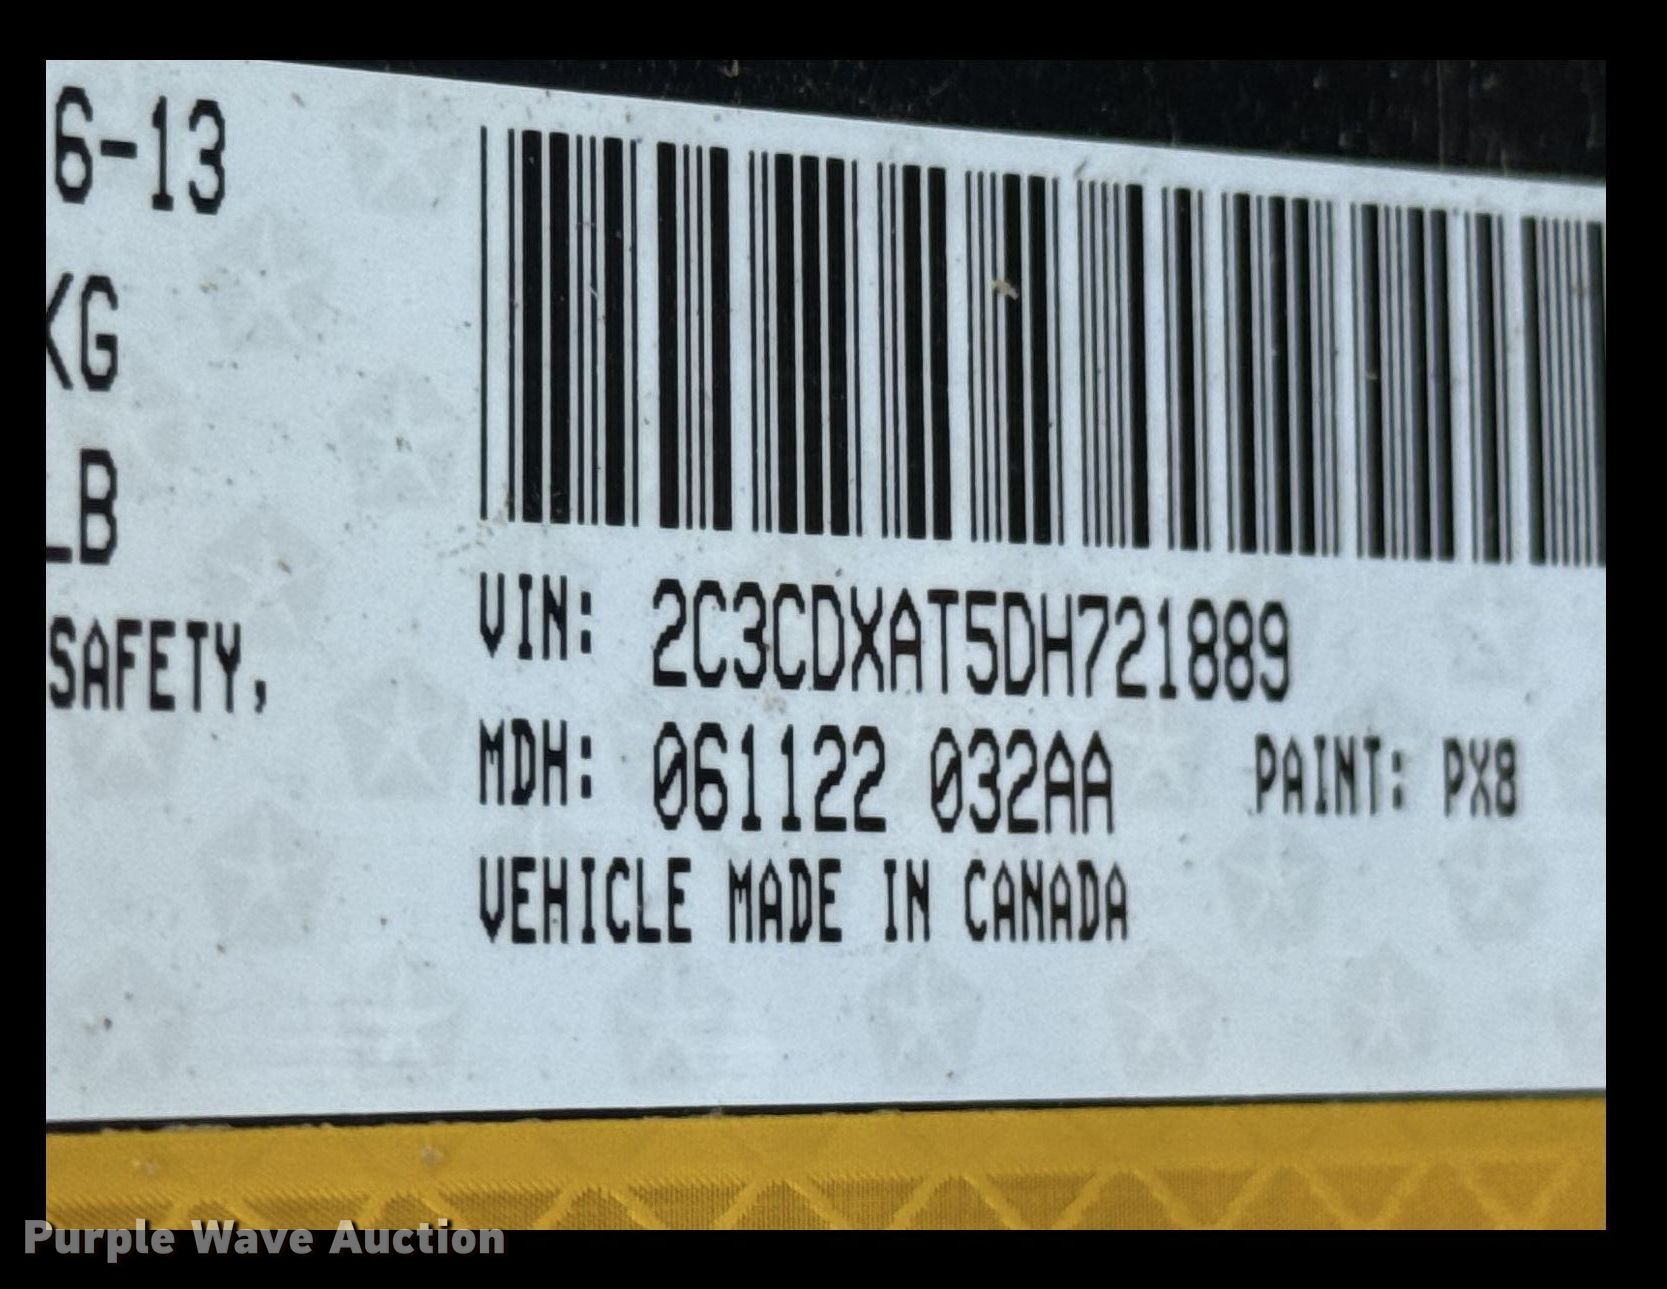 6-13
KG
LB
SAFETY,
VIN: 2C3CDXAT5DH721889
MDH: 061122 032AA PAINT: PX8
VEHICLE MADE IN CANADA
Purple Wave Auction